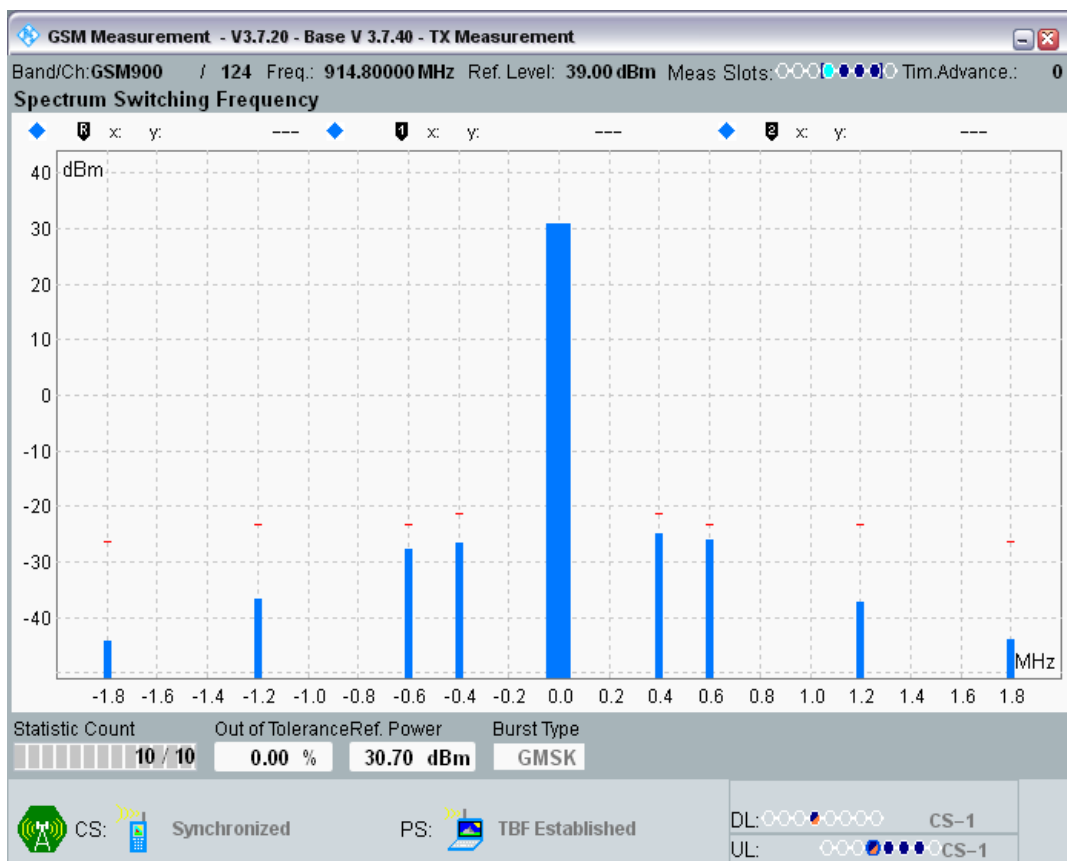 GSM Measurement - V3.7.20 - Base V 3.7.40 - TX Measurement
Band/Ch:GSM900 / 124 Freq.: 914.80000 MHz Ref. Level: 39.00 dBm Meas Slots: Tim.Advance.: 0
Spectrum Switching Frequency
R x: y: --- 1 x: y: --- 2 x: y: ---
dBm
40
30
20
10
0
-10
-20
-30
-40
MHz
-1.8 -1.6 -1.4 -1.2 -1.0 -0.8 -0.6 -0.4 -0.2 0.0 0.2 0.4 0.6 0.8 1.0 1.2 1.4 1.6 1.8
Statistic Count Out of Tolerance Ref. Power Burst Type
10 / 10 0.00 % 30.70 dBm GMSK
CS: Synchronized PS: TBF Established
DL: CS-1
UL: CS-1